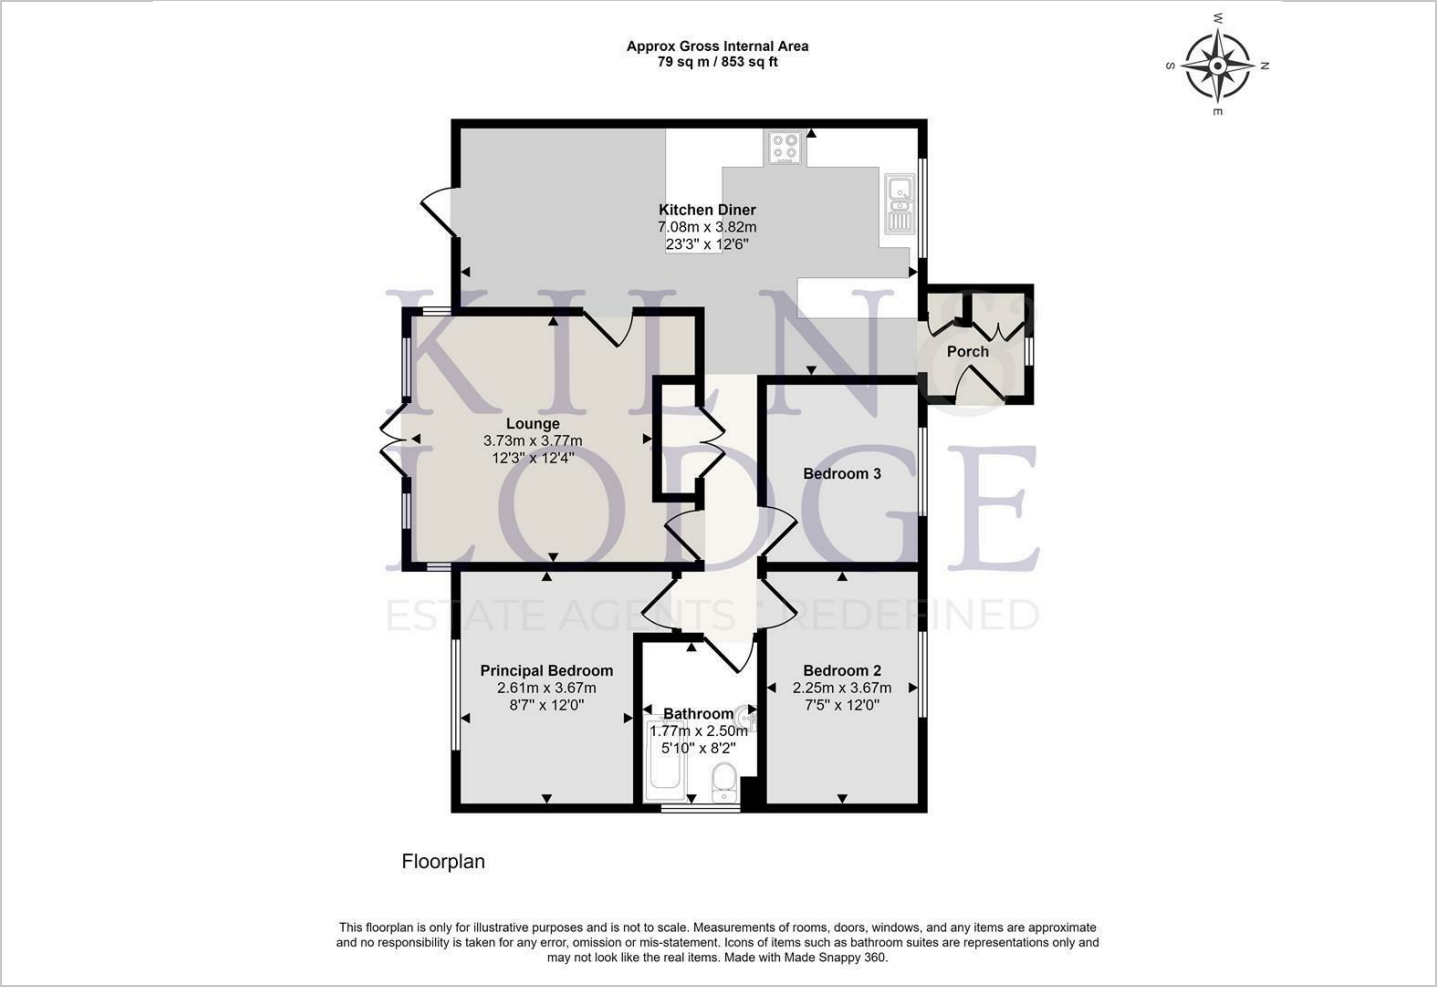 Approx Gross Internal Area
79 sq m / 853 sq ft
W
S
N
E
Kitchen Diner
7.08m x 3.82m
23'3" x 12'6"
Porch
Lounge
3.73m x 3.77m
12'3" x 12'4"
Bedroom 3
KILN &
LODGE
ESTATE AGENTS : REDEFINED
Principal Bedroom
2.61m x 3.67m
8'7" x 12'0"
Bedroom 2
2.25m x 3.67m
7'5" x 12'0"
Bathroom
1.77m x 2.50m
5'10" x 8'2"
Floorplan
This floorplan is only for illustrative purposes and is not to scale. Measurements of rooms, doors, windows, and any items are approximate
and no responsibility is taken for any error, omission or mis-statement. Icons of items such as bathroom suites are representations only and
may not look like the real items. Made with Made Snappy 360.